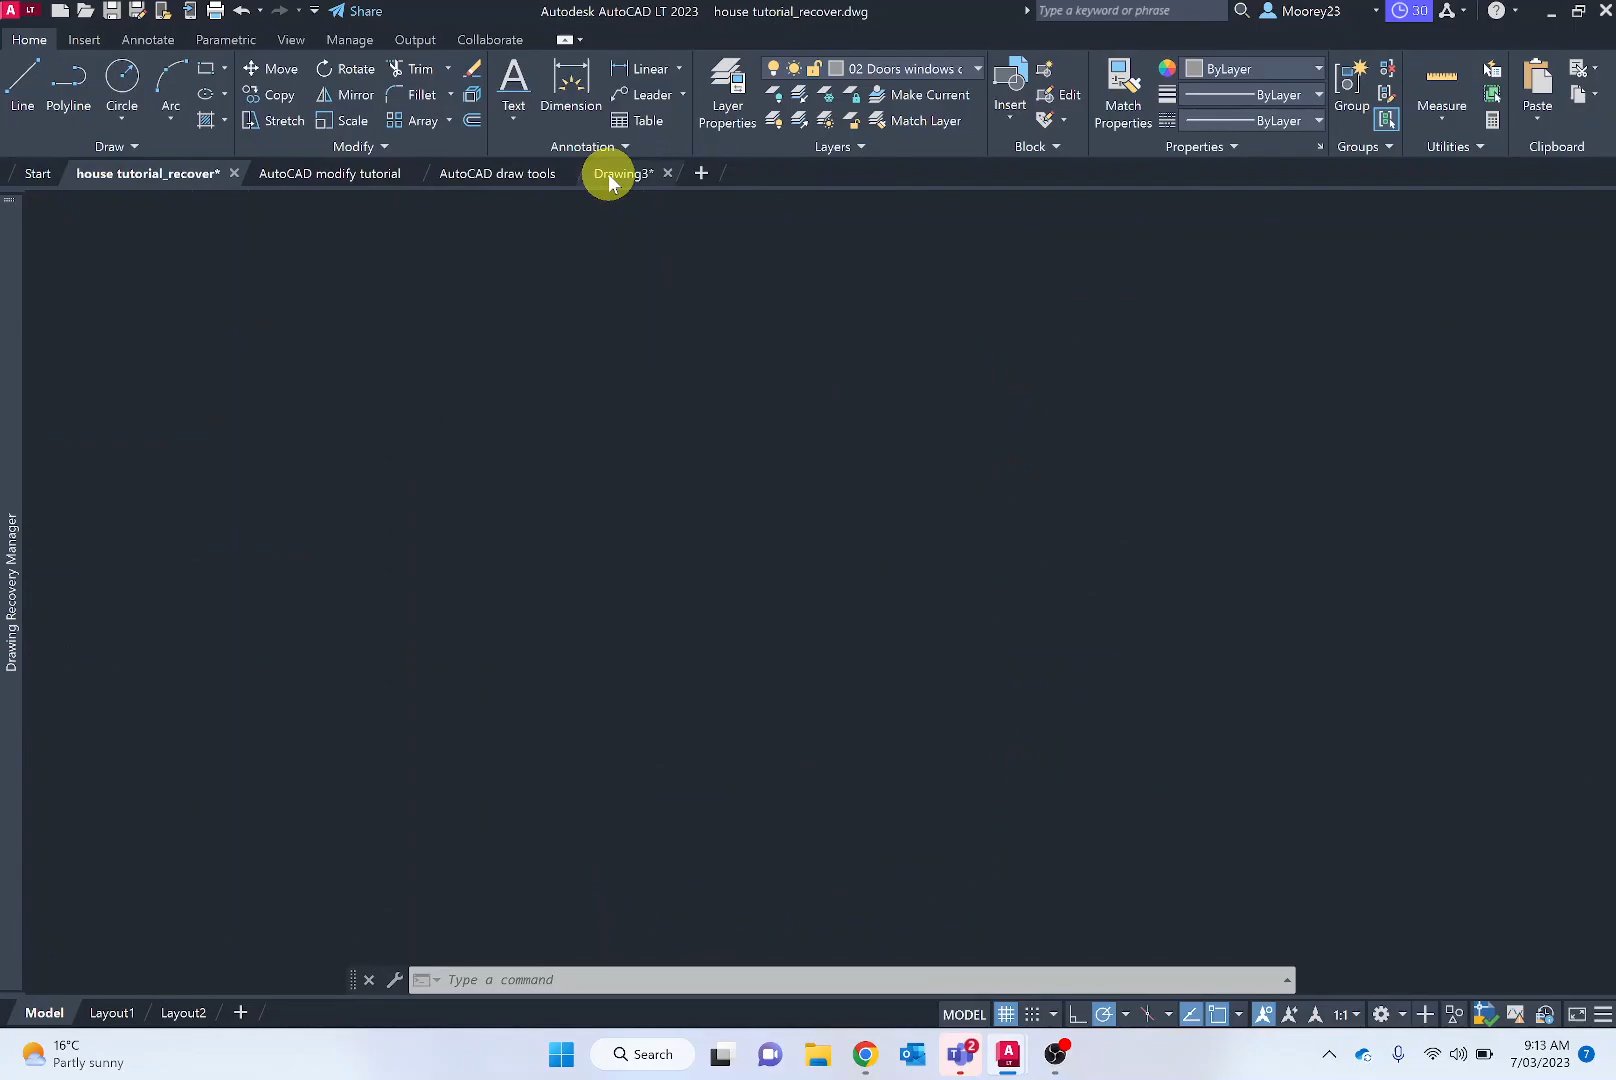 LT Share Autodesk AutoCAD LT 2023 house tutorial_recover.dwg Type a keyword or phrase Moorey23 30
Home Insert Annotate Parametric View Manage Output Collaborate
Line Polyline Circle Arc
Move Rotate Trim
Copy Mirror Fillet
Stretch Scale Array
Text Dimension
Linear
Leader
Table
Layer Properties
02 Doors windows c
Make Current
Match Layer
Insert
Edit
Match Properties
ByLayer
ByLayer
ByLayer
Group
Measure
Paste
Draw Modify Annotation Layers Block Properties Groups Utilities Clipboard
Start house tutorial_recover* AutoCAD modify tutorial AutoCAD draw tools Drawing3*
Drawing Recovery Manager
Type a command
Model Layout1 Layout2 MODEL 1:1
16°C
Partly sunny
Search
2
LT
9:13 AM
7/03/2023
7